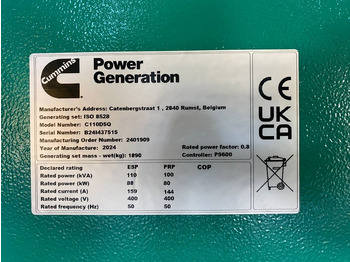 Cummins
Power
Generation
Manufacturer's Address: Catenbergstraat 1 , 2840 Rumst, Belgium
Generating set: ISO 8528
Model Number: C110D5Q
Serial Number: B24I437515
Manufacturing Order Number: 2401909
Year of Manufacture: 2024
Rated power factor: 0.8
Generating set mass - wet(kg): 1890
Controller: PS600
Declared rating ESP PRP COP
Rated power (kVA) 110 100
Rated power (kW) 88 80
Rated current (A) 159 144
Rated voltage (V) 400 400
Rated frequency (Hz) 50 50
CE
UK
CA